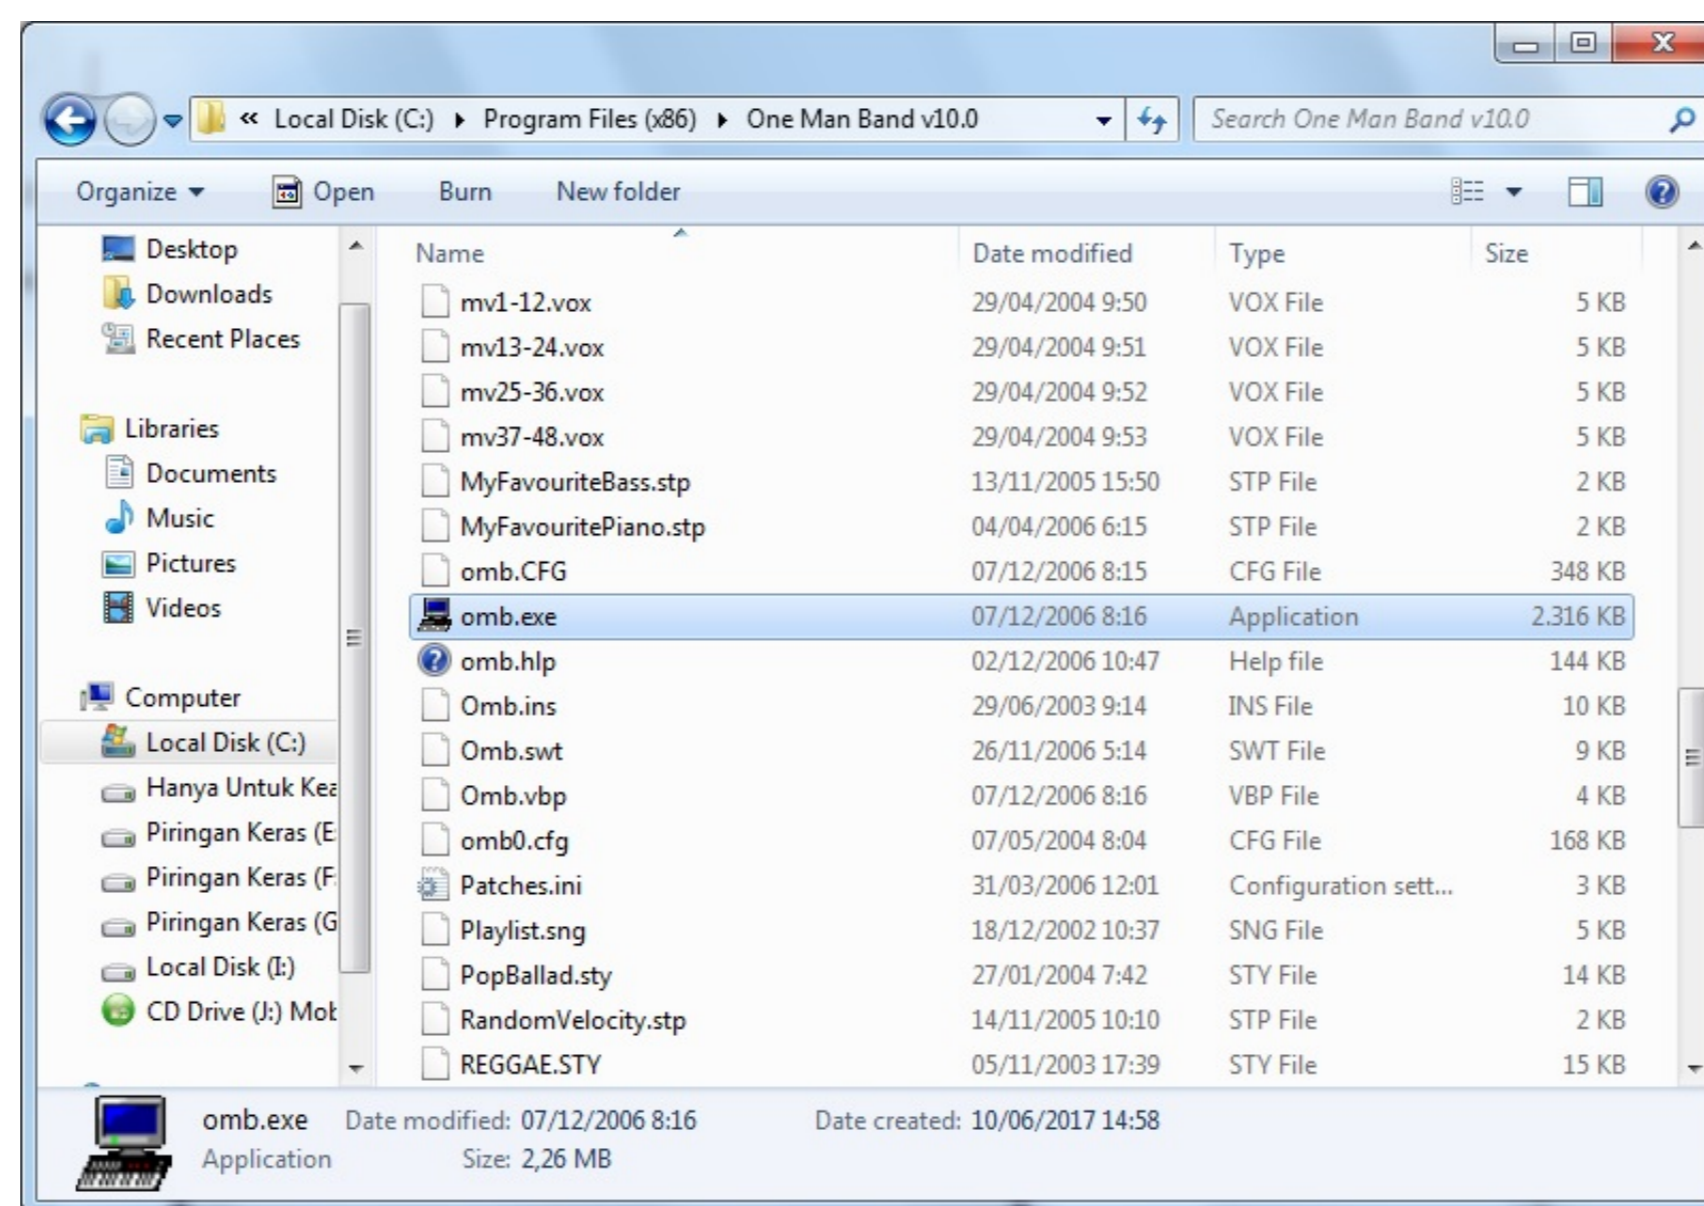 « Local Disk (C:) Program Files (x86) One Man Band v10.0 Search One Man Band v10.0
Organize Open Burn New folder
Desktop
Downloads
Recent Places
Libraries
Documents
Music
Pictures
Videos
Computer
Local Disk (C:)
Hanya Untuk Kea
Piringan Keras (E:
Piringan Keras (F:
Piringan Keras (G
Local Disk (I:)
CD Drive (J:) Mob
Name Date modified Type Size
mv1-12.vox 29/04/2004 9:50 VOX File 5 KB
mv13-24.vox 29/04/2004 9:51 VOX File 5 KB
mv25-36.vox 29/04/2004 9:52 VOX File 5 KB
mv37-48.vox 29/04/2004 9:53 VOX File 5 KB
MyFavouriteBass.stp 13/11/2005 15:50 STP File 2 KB
MyFavouritePiano.stp 04/04/2006 6:15 STP File 2 KB
omb.CFG 07/12/2006 8:15 CFG File 348 KB
omb.exe 07/12/2006 8:16 Application 2.316 KB
omb.hlp 02/12/2006 10:47 Help file 144 KB
Omb.ins 29/06/2003 9:14 INS File 10 KB
Omb.swt 26/11/2006 5:14 SWT File 9 KB
Omb.vbp 07/12/2006 8:16 VBP File 4 KB
omb0.cfg 07/05/2004 8:04 CFG File 168 KB
Patches.ini 31/03/2006 12:01 Configuration sett... 3 KB
Playlist.sng 18/12/2002 10:37 SNG File 5 KB
PopBallad.sty 27/01/2004 7:42 STY File 14 KB
RandomVelocity.stp 14/11/2005 10:10 STP File 2 KB
REGGAE.STY 05/11/2003 17:39 STY File 15 KB
omb.exe Date modified: 07/12/2006 8:16 Date created: 10/06/2017 14:58
Application Size: 2,26 MB